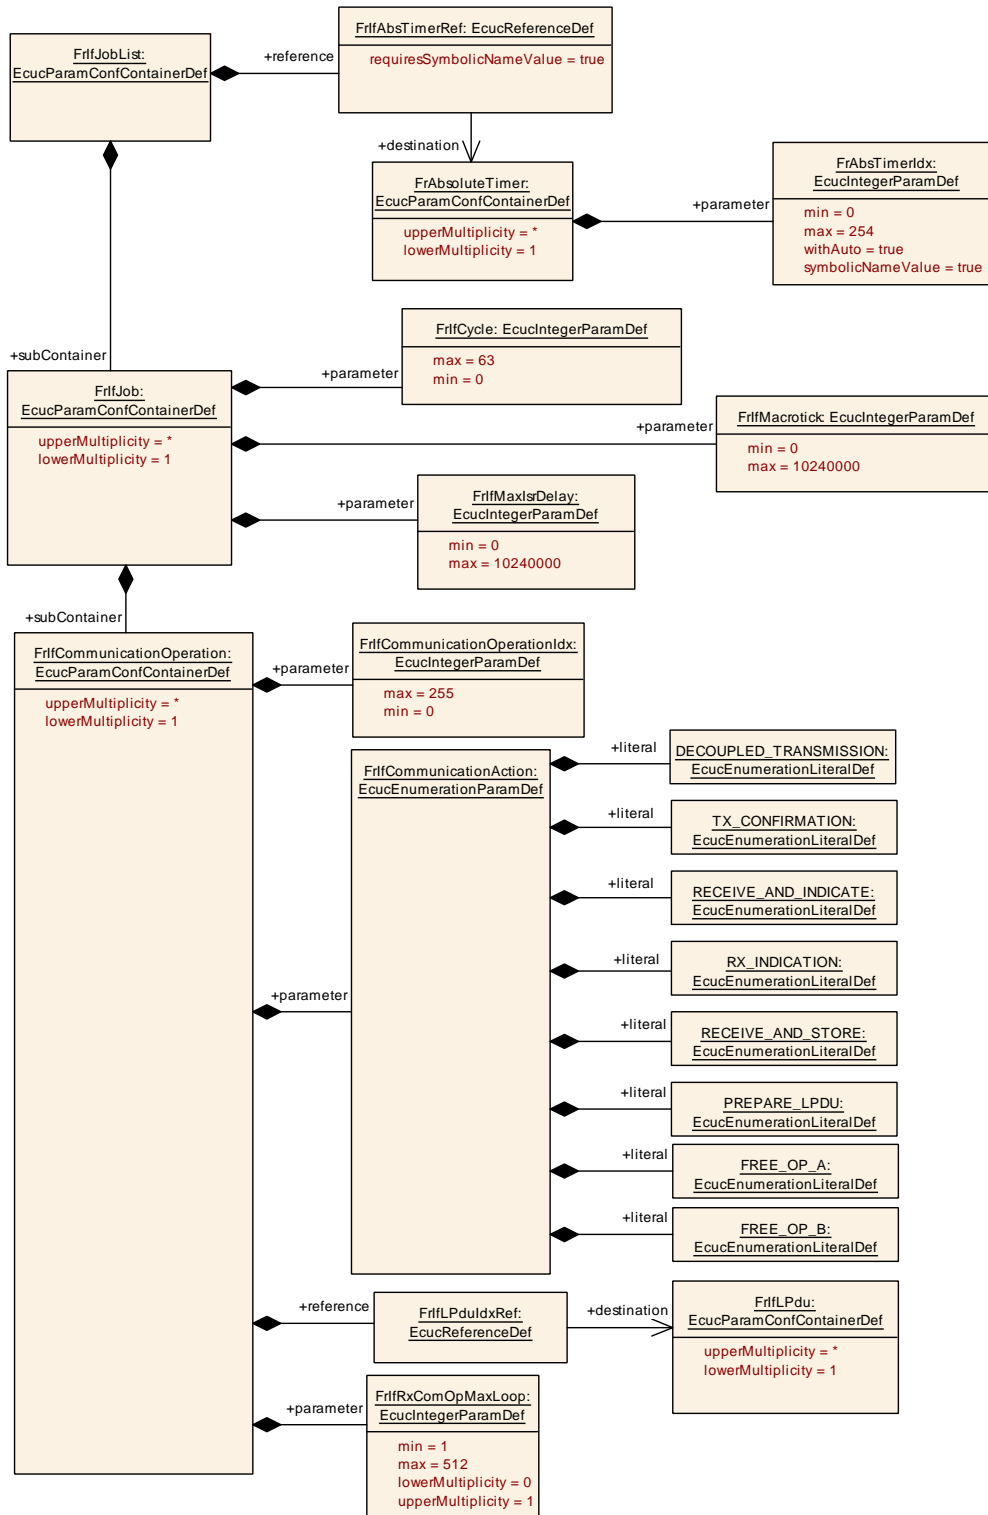 FrIfJobList:
EcucParamConfContainerDef
+reference
FrIfAbsTimerRef: EcucReferenceDef
requiresSymbolicNameValue = true
+destination
FrAbsoluteTimer:
EcucParamConfContainerDef
upperMultiplicity = *
lowerMultiplicity = 1
+parameter
FrAbsTimerIdx:
EcucIntegerParamDef
min = 0
max = 254
withAuto = true
symbolicNameValue = true
+subContainer
FrIfJob:
EcucParamConfContainerDef
upperMultiplicity = *
lowerMultiplicity = 1
+parameter
FrIfCycle: EcucIntegerParamDef
max = 63
min = 0
+parameter
FrIfMacrotick: EcucIntegerParamDef
min = 0
max = 10240000
+parameter
FrIfMaxIsrDelay:
EcucIntegerParamDef
min = 0
max = 10240000
+subContainer
FrIfCommunicationOperation:
EcucParamConfContainerDef
upperMultiplicity = *
lowerMultiplicity = 1
+parameter
FrIfCommunicationOperationIdx:
EcucIntegerParamDef
max = 255
min = 0
+parameter
FrIfCommunicationAction:
EcucEnumerationParamDef
+literal
DECOUPLED_TRANSMISSION:
EcucEnumerationLiteralDef
+literal
TX_CONFIRMATION:
EcucEnumerationLiteralDef
+literal
RECEIVE_AND_INDICATE:
EcucEnumerationLiteralDef
+literal
RX_INDICATION:
EcucEnumerationLiteralDef
+literal
RECEIVE_AND_STORE:
EcucEnumerationLiteralDef
+literal
PREPARE_LPDU:
EcucEnumerationLiteralDef
+literal
FREE_OP_A:
EcucEnumerationLiteralDef
+literal
FREE_OP_B:
EcucEnumerationLiteralDef
+reference
FrIfLPduIdxRef:
EcucReferenceDef
+destination
FrIfLPdu:
EcucParamConfContainerDef
upperMultiplicity = *
lowerMultiplicity = 1
+parameter
FrIfRxComOpMaxLoop:
EcucIntegerParamDef
min = 1
max = 512
lowerMultiplicity = 0
upperMultiplicity = 1